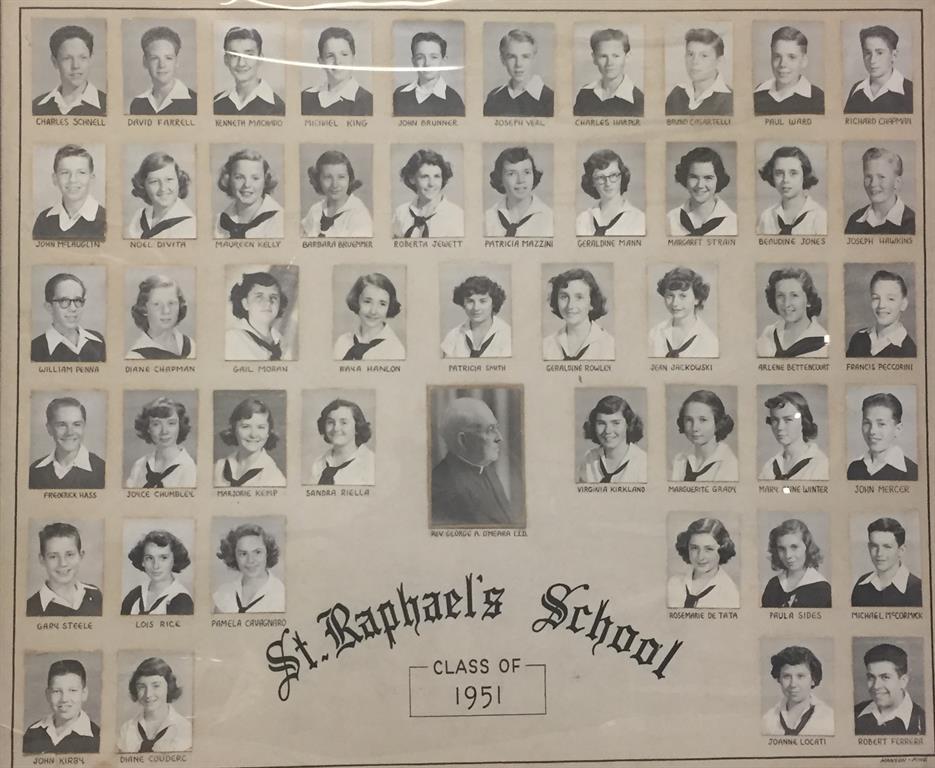 CHARLES SCHNELL DAVID FARRELL KENNETH MACHADO MICHAEL KING JOHN BRUNNER JOSEPH VEAL CHARLES HARPER BRUNO CASARTELLI PAUL WARD RICHARD CHAPMAN
JOHN McLAUGLIN NOEL DIVITA MAUREEN KELLY BARBARA BRUEMMER ROBERTA JEWETT PATRICIA MAZZINI GERALDINE MANN MARGARET STRAIN BEAUDINE JONES JOSEPH HAWKINS
WILLIAM PENNA DIANE CHAPMAN GAIL MORAN HANLON PATRICIA SMITH GERALDINE ROWLEY JEAN JACKOWSKI ARLENE BETTENCOURT FRANCIS PECCORINI
FREDERICK HASS JOYCE CHUMBLEY MARJORIE KEMP SANDRA RIELLA VIRGINIA KIRKLAND MARGUERITE GRADY MARY WINTER JOHN MERCER
REV. GEORGE A. O'MEARA
GARY STEELE LOIS RICE PAMELA CAVAGNARO ROSEMARIE DE TATA PAULA SIDES MICHAEL McCORMICK
St. Raphael's School
CLASS OF
1951
JOHN KIRBY DIANE COUDERC JOANNE LOCATI ROBERT FERRERA